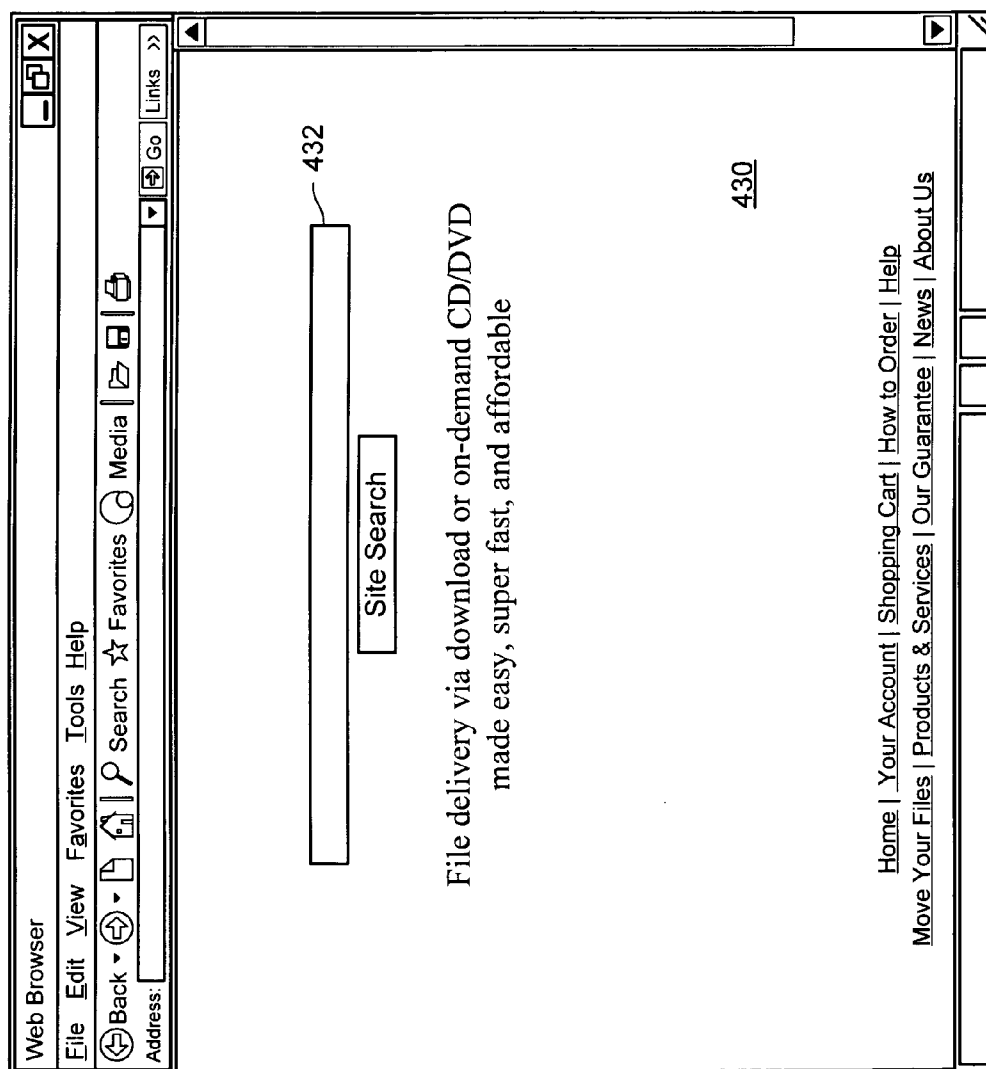 Web Browser
File Edit View Favorites Tools Help
Back Search Favorites Media
Address: Go Links >>
432
Site Search
File delivery via download or on-demand CD/DVD
made easy, super fast, and affordable
430
Home | Your Account | Shopping Cart | How to Order | Help
Move Your Files | Products & Services | Our Guarantee | News | About Us